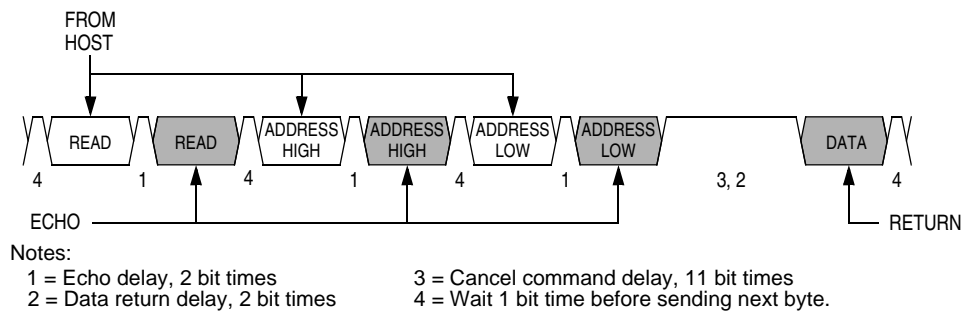 FROM
HOST
READ READ ADDRESS HIGH ADDRESS HIGH ADDRESS LOW ADDRESS LOW DATA
4 1 4 1 4 1 3, 2 4
ECHO RETURN
Notes:
1 = Echo delay, 2 bit times
2 = Data return delay, 2 bit times
3 = Cancel command delay, 11 bit times
4 = Wait 1 bit time before sending next byte.